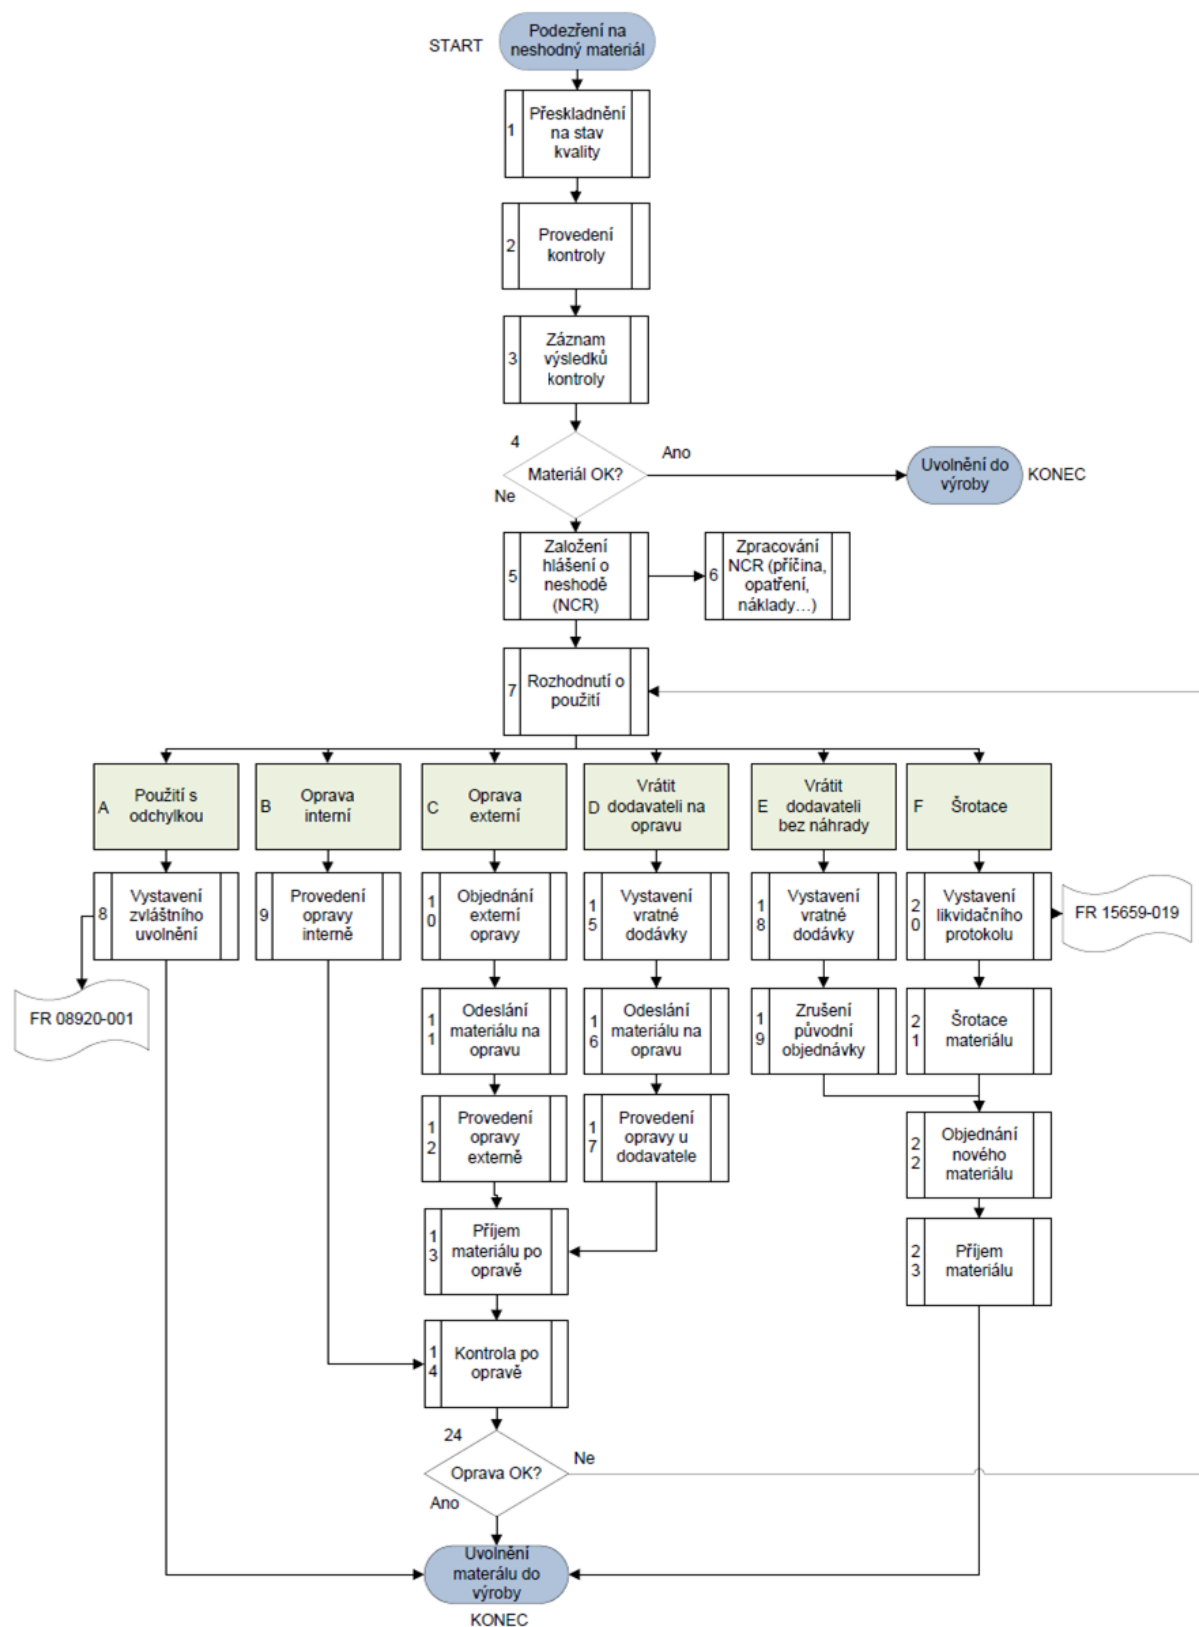 START
Podezření na
neshodný materiál
1
Přeskladnění
na stav
kvality
2
Provedení
kontroly
3
Záznam
výsledků
kontroly
4
Materiál OK?
Ano
Ne
Uvolnění do
výroby
KONEC
5
Založení
hlášení o
neshodě
(NCR)
6
Zpracování
NCR (příčina,
opatření,
náklady…)
7
Rozhodnutí o
použití
A
Použití s
odchylkou
B
Oprava
interní
C
Oprava
externí
D
Vrátit
dodavateli na
opravu
E
Vrátit
dodavateli
bez náhrady
F
Šrotace
8
Vystavení
zvláštního
uvolnění
9
Provedení
opravy
interně
10
Objednání
externí
opravy
15
Vystavení
vratné
dodávky
18
Vystavení
vratné
dodávky
20
Vystavení
likvidačního
protokolu
FR 15659-019
FR 08920-001
11
Odeslání
materiálu na
opravu
16
Odeslání
materiálu na
opravu
19
Zrušení
původní
objednávky
21
Šrotace
materiálu
12
Provedení
opravy
externě
17
Provedení
opravy u
dodavatele
22
Objednání
nového
materiálu
13
Příjem
materiálu po
opravě
23
Příjem
materiálu
14
Kontrola po
opravě
24
Oprava OK?
Ne
Ano
Uvolnění
materálu do
výroby
KONEC